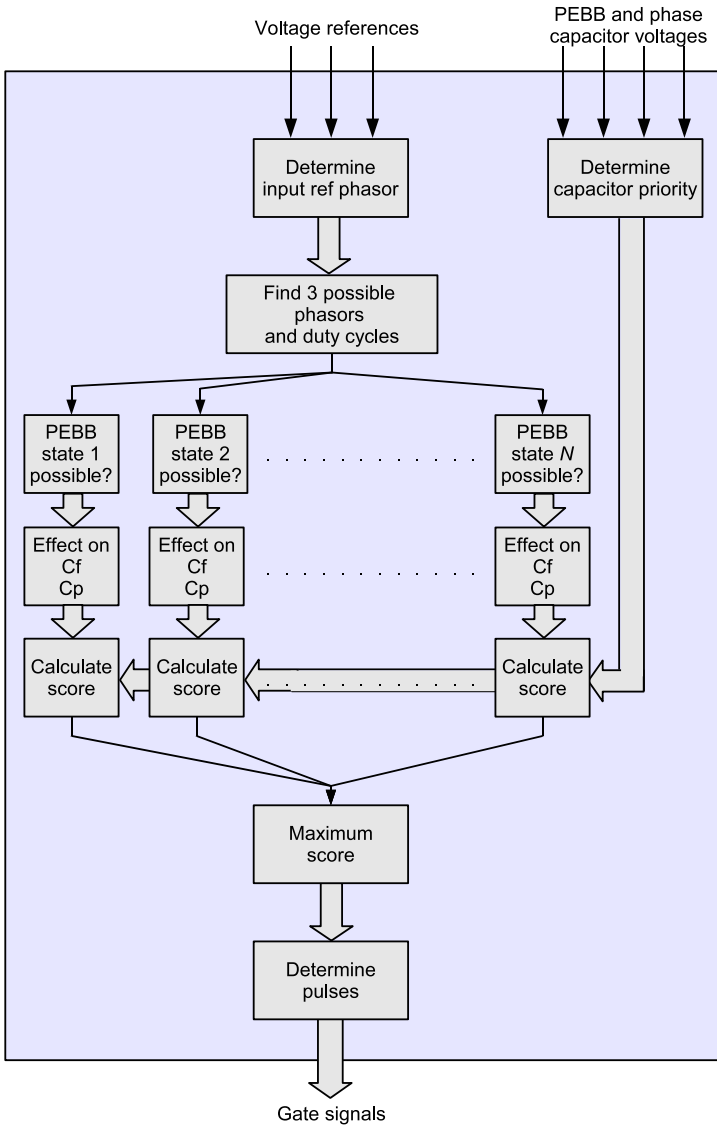 Voltage references
PEBB and phase
capacitor voltages
Determine
input ref phasor
Determine
capacitor priority
Find 3 possible
phasors
and duty cycles
PEBB
state 1
possible?
PEBB
state 2
possible?
PEBB
state N
possible?
Effect on
Cf
Cp
Effect on
Cf
Cp
Effect on
Cf
Cp
Calculate
score
Calculate
score
Calculate
score
Maximum
score
Determine
pulses
Gate signals